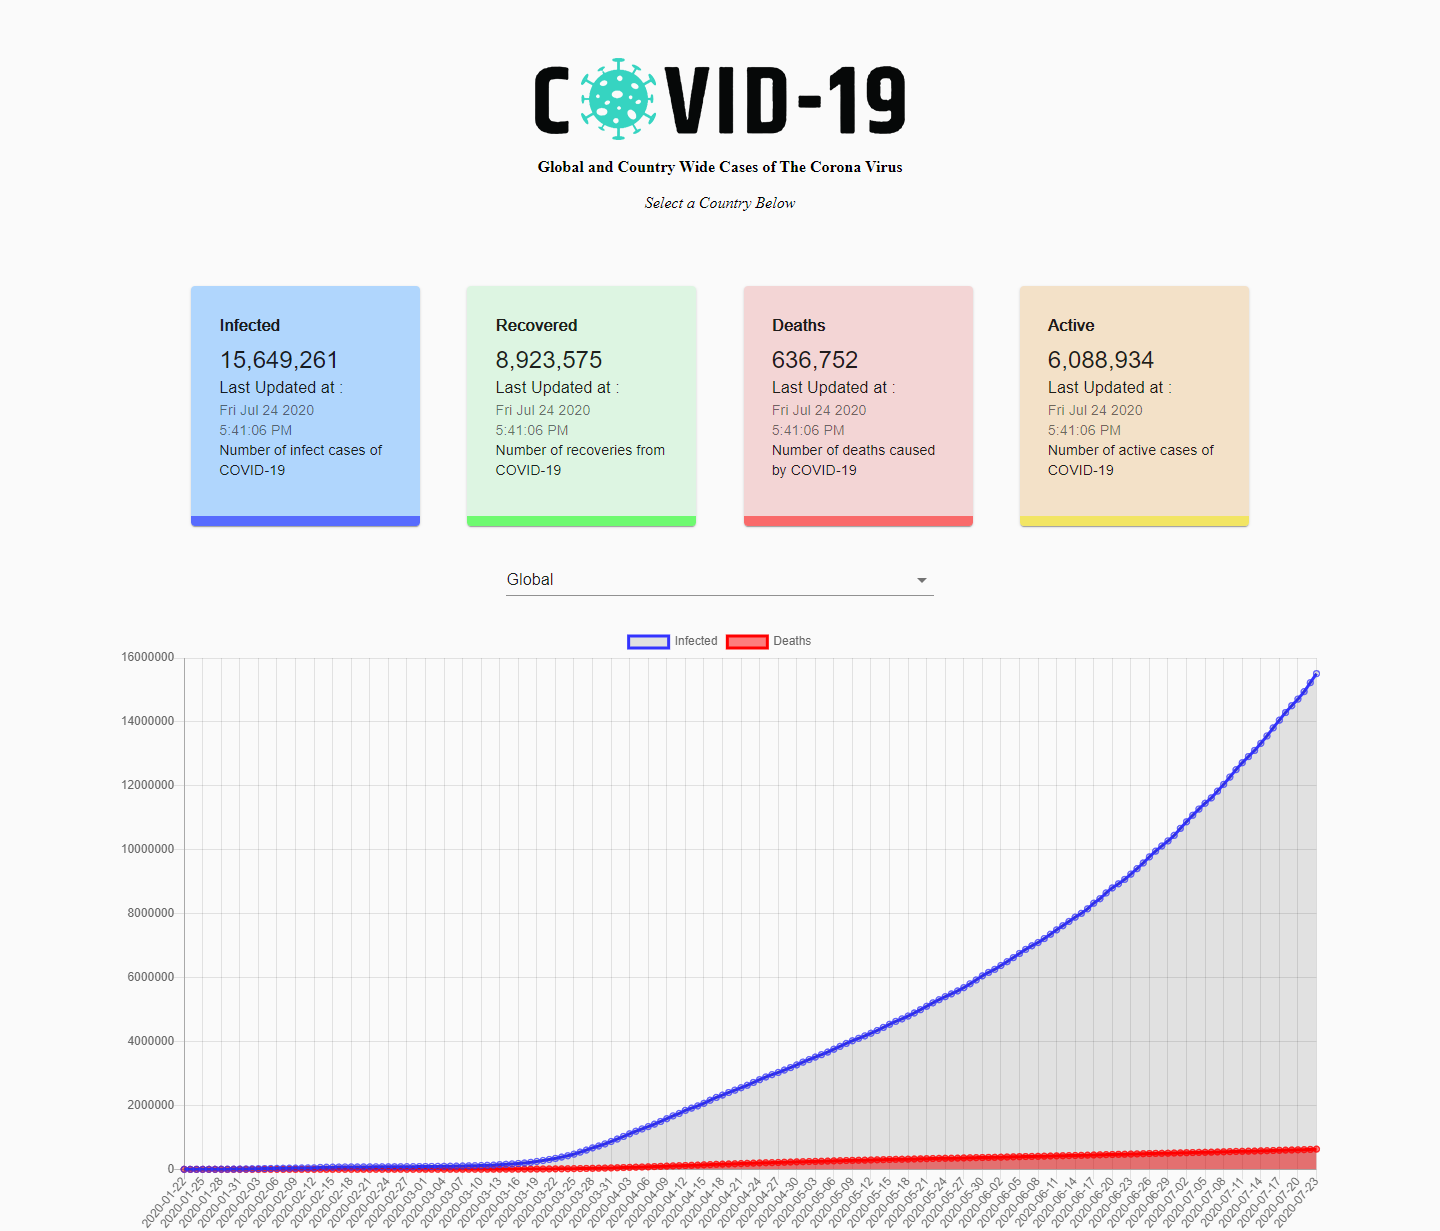 COVID-19
Global and Country Wide Cases of The Corona Virus
Select a Country Below
Infected
15,649,261
Last Updated at :
Fri Jul 24 2020
5:41:06 PM
Number of infect cases of
COVID-19
Recovered
8,923,575
Last Updated at :
Fri Jul 24 2020
5:41:06 PM
Number of recoveries from
COVID-19
Deaths
636,752
Last Updated at :
Fri Jul 24 2020
5:41:06 PM
Number of deaths caused
by COVID-19
Active
6,088,934
Last Updated at :
Fri Jul 24 2020
5:41:06 PM
Number of active cases of
COVID-19
Global
Infected
Deaths
16000000
14000000
12000000
10000000
8000000
6000000
4000000
2000000
0
2020-01-22
2020-01-25
2020-01-28
2020-01-31
2020-02-03
2020-02-06
2020-02-09
2020-02-12
2020-02-15
2020-02-18
2020-02-21
2020-02-24
2020-02-27
2020-03-01
2020-03-04
2020-03-07
2020-03-10
2020-03-13
2020-03-16
2020-03-19
2020-03-22
2020-03-25
2020-03-28
2020-03-31
2020-04-03
2020-04-06
2020-04-09
2020-04-12
2020-04-15
2020-04-18
2020-04-21
2020-04-24
2020-04-27
2020-04-30
2020-05-03
2020-05-06
2020-05-09
2020-05-12
2020-05-15
2020-05-18
2020-05-21
2020-05-24
2020-05-27
2020-05-30
2020-06-02
2020-06-05
2020-06-08
2020-06-11
2020-06-14
2020-06-17
2020-06-20
2020-06-23
2020-06-26
2020-06-29
2020-07-02
2020-07-05
2020-07-08
2020-07-11
2020-07-14
2020-07-17
2020-07-20
2020-07-23